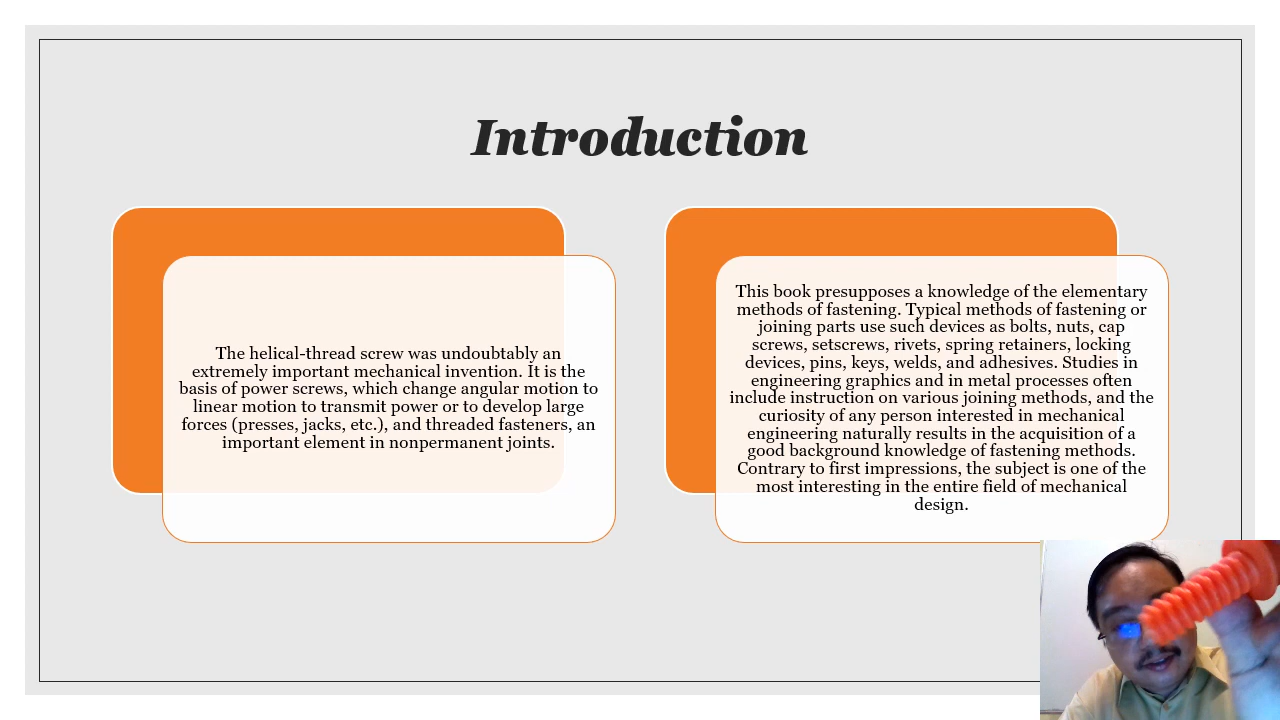 Introduction
The helical-thread screw was undoubtably an
extremely important mechanical invention. It is the
basis of power screws, which change angular motion to
linear motion to transmit power or to develop large
forces (presses, jacks, etc.), and threaded fasteners, an
important element in nonpermanent joints.
This book presupposes a knowledge of the elementary
methods of fastening. Typical methods of fastening or
joining parts use such devices as bolts, nuts, cap
screws, setscrews, rivets, spring retainers, locking
devices, pins, keys, welds, and adhesives. Studies in
engineering graphics and in metal processes often
include instruction on various joining methods, and the
curiosity of any person interested in mechanical
engineering naturally results in the acquisition of a
good background knowledge of fastening methods.
Contrary to first impressions, the subject is one of the
most interesting in the entire field of mechanical
design.